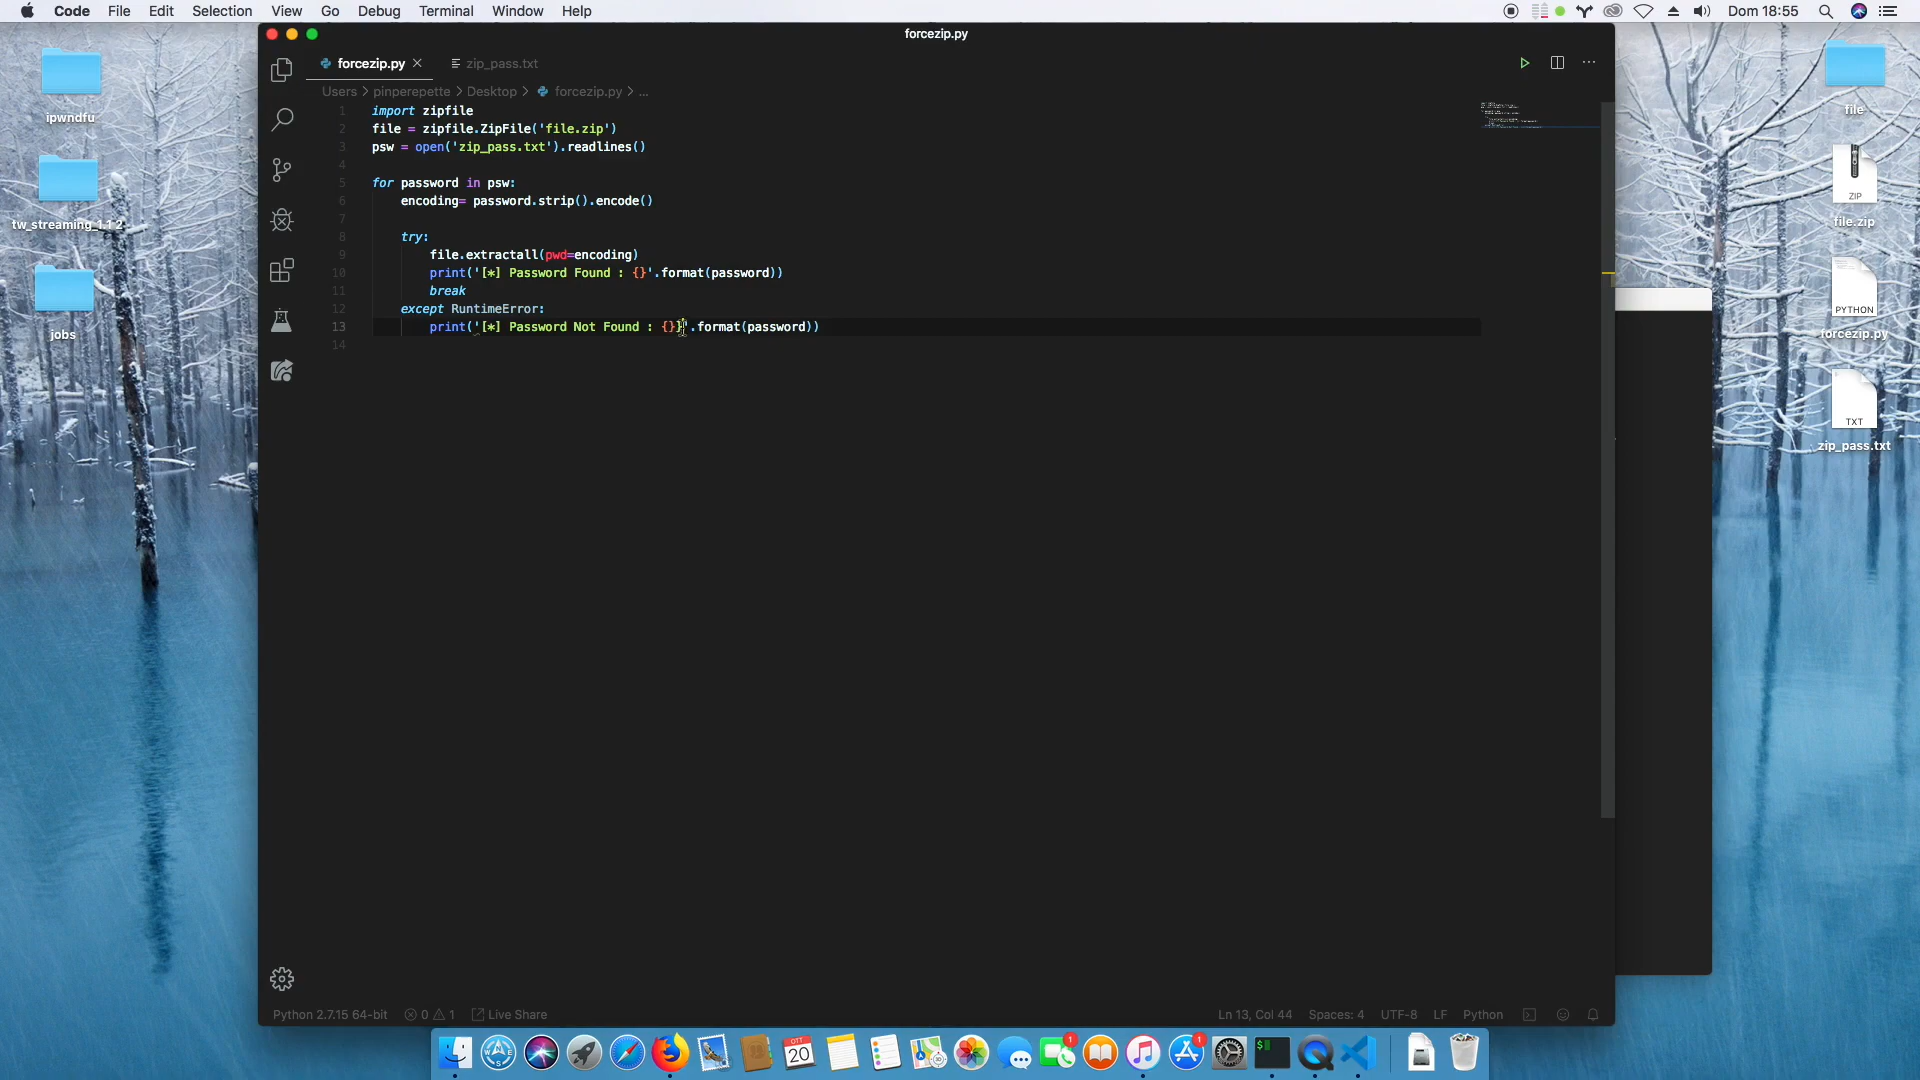 Code File Edit Selection View Go Debug Terminal Window Help
Dom 18:55
forcezip.py
forcezip.py
zip_pass.txt
Users > pinperepette > Desktop > forcezip.py > ...
1 import zipfile
2 file = zipfile.ZipFile('file.zip')
3 psw = open('zip_pass.txt').readlines()
4
5 for password in psw:
6 encoding= password.strip().encode()
7
8 try:
9 file.extractall(pwd=encoding)
10 print('[*] Password Found : {}'.format(password))
11 break
12 except RuntimeError:
13 print('[*] Password Not Found : {}}'.format(password))
14
ipwndfu
tw_streaming_1.1 2
jobs
file
ZIP
file.zip
PYTHON
forcezip.py
TXT
zip_pass.txt
Python 2.7.15 64-bit
0
1
Live Share
Ln 13, Col 44
Spaces: 4
UTF-8
LF
Python
OTT
20
1
1
$